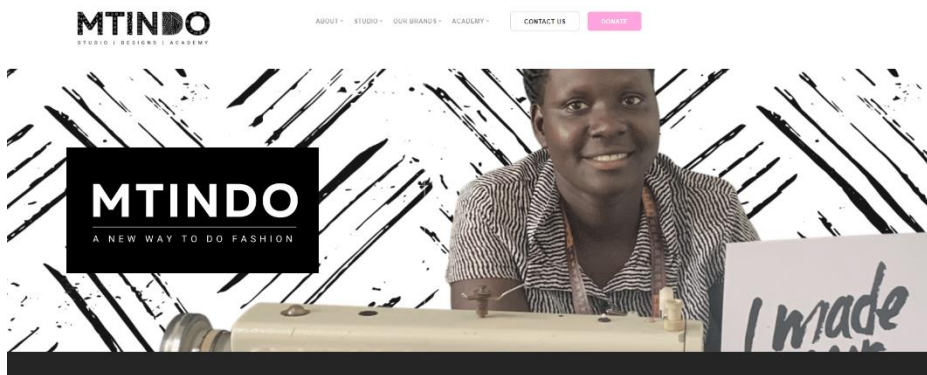 MTINDO
STUDIO | DESIGNS | ACADEMY
ABOUT STUDIO OUR BRANDS ACADEMY CONTACT US DONATE
MTINDO
A NEW WAY TO DO FASHION
I made